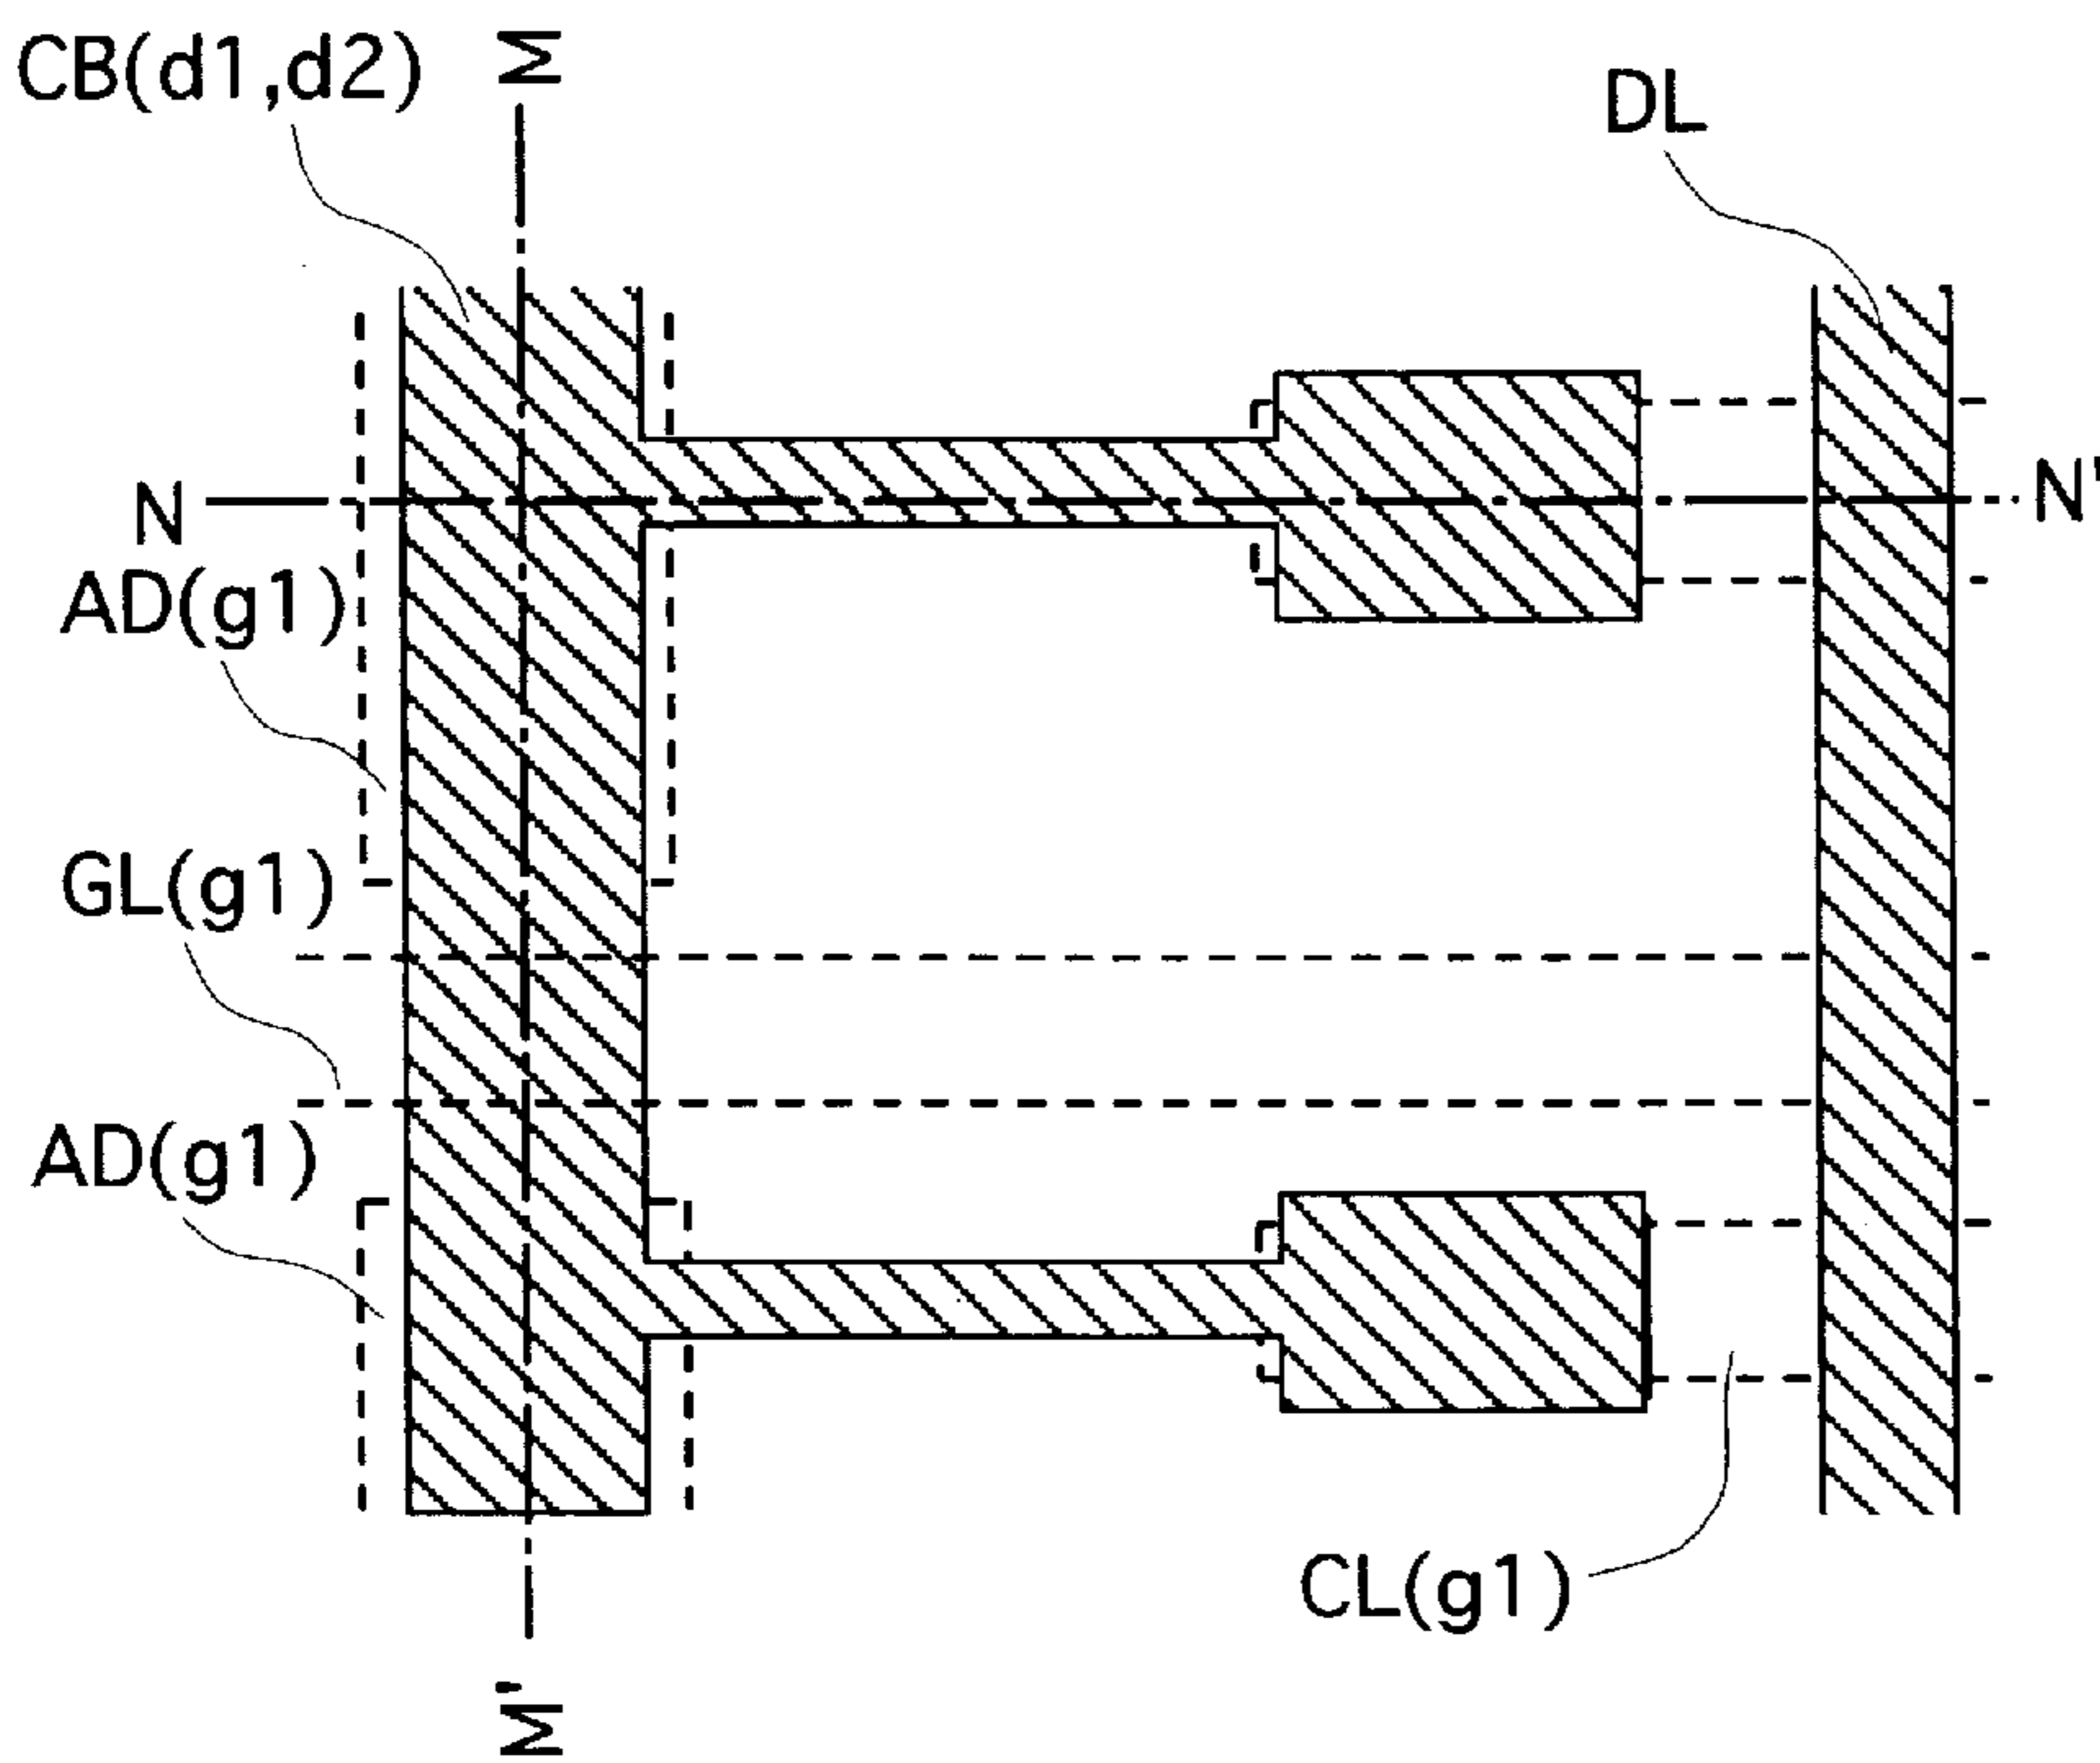 CB(d1,d2)
M
DL
N
N'
AD(g1)
GL(g1)
AD(g1)
CL(g1)
M'